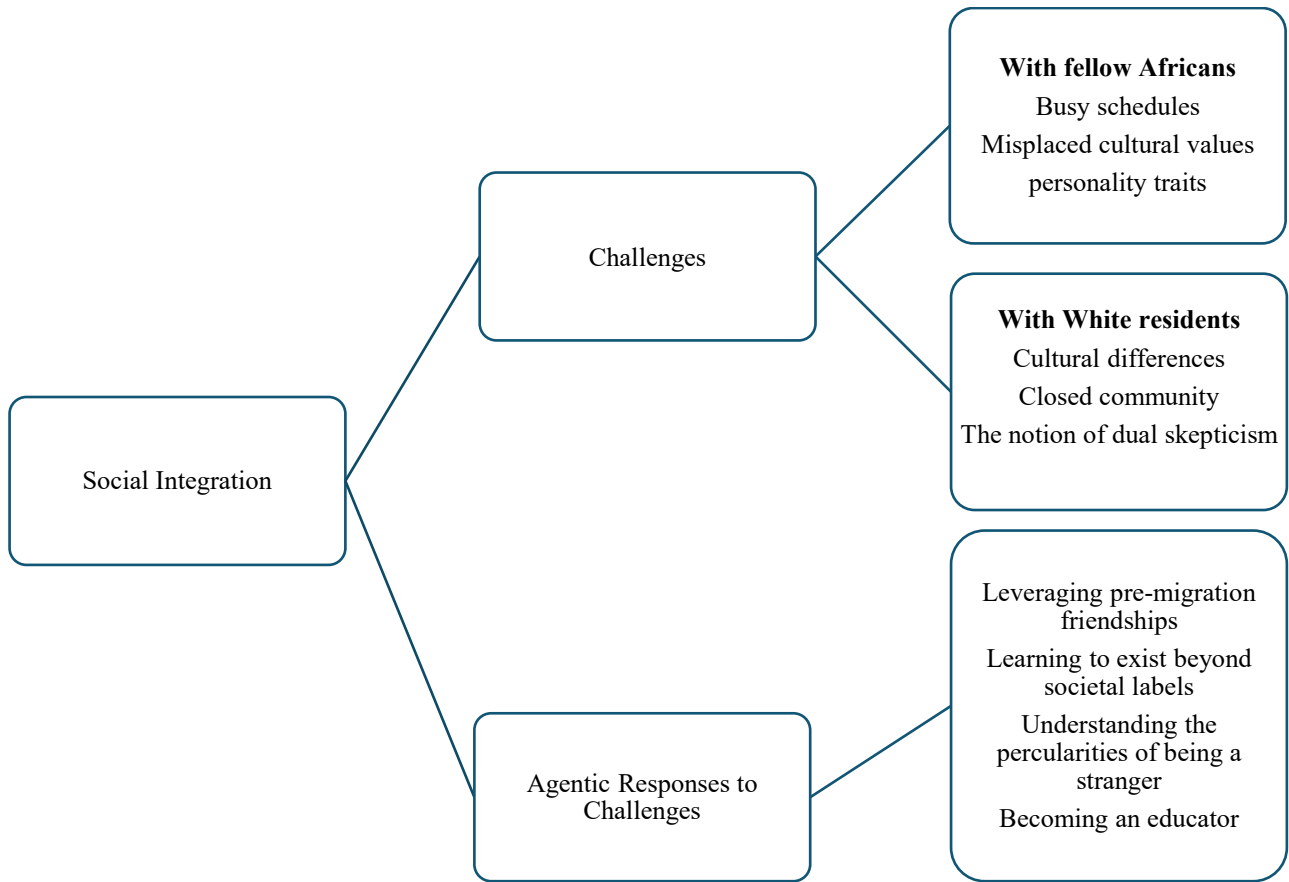 Social Integration
Challenges
With fellow Africans
Busy schedules
Misplaced cultural values
personality traits
With White residents
Cultural differences
Closed community
The notion of dual skepticism
Agentic Responses to
Challenges
Leveraging pre-migration
friendships
Learning to exist beyond
societal labels
Understanding the
percularities of being a
stranger
Becoming an educator